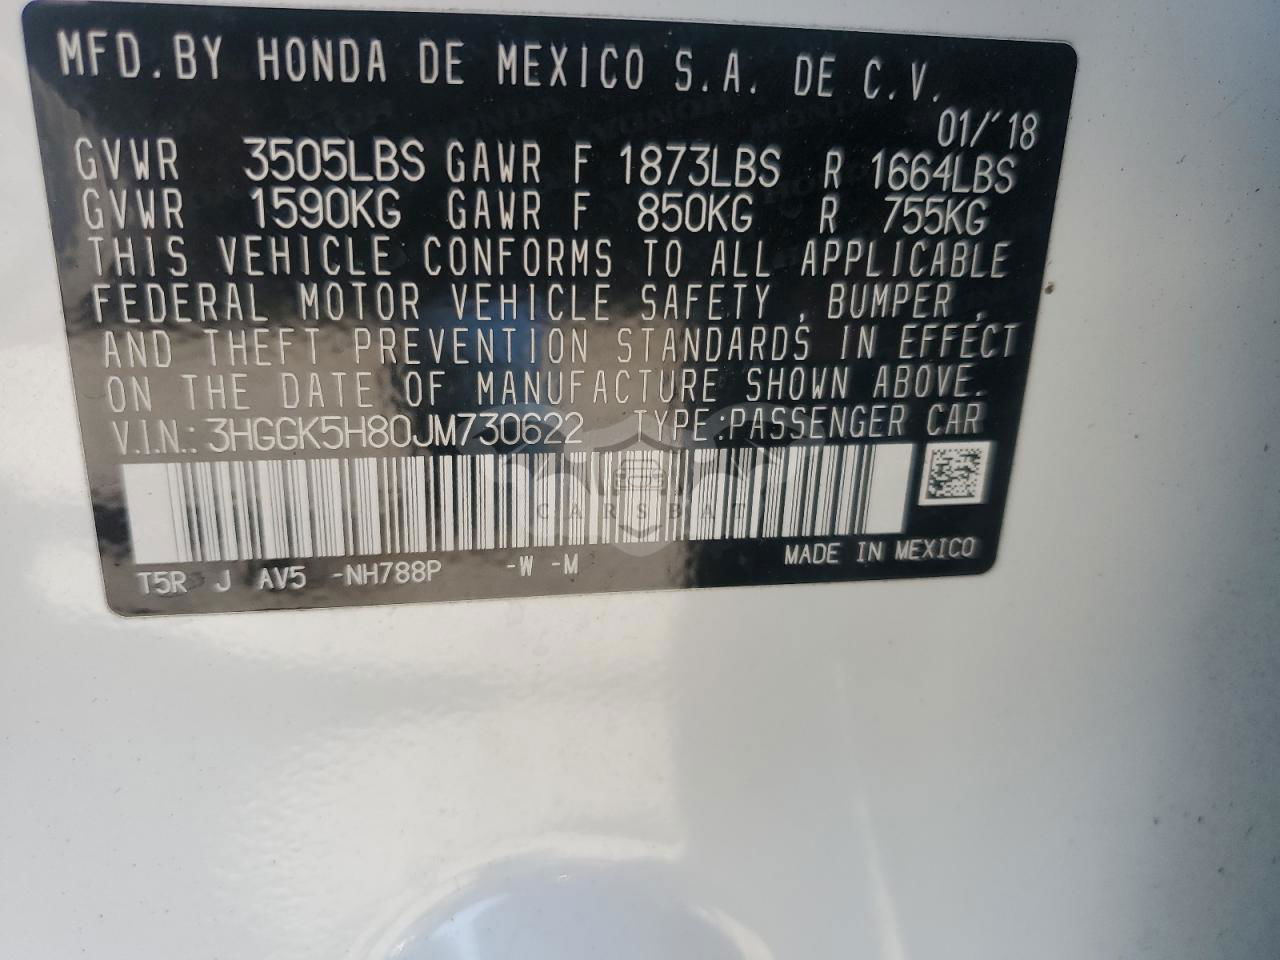 MFD. BY HONDA DE MEXICO S.A. DE C.V.
01/'18
GVWR 3505LBS GAWR F 1873LBS R 1664LBS
GVWR 1590KG GAWR F 850KG R 755KG
THIS VEHICLE CONFORMS TO ALL APPLICABLE
FEDERAL MOTOR VEHICLE SAFETY, BUMPER,
AND THEFT PREVENTION STANDARDS IN EFFECT
ON THE DATE OF MANUFACTURE SHOWN ABOVE.
V.I.N.: 3HGGK5H80JM730622 TYPE:PASSENGER CAR
CARSBAT
MADE IN MEXICO
T5R J AV5 -NH788P -W -M